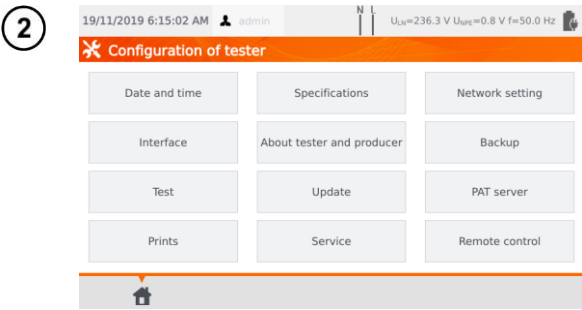 2
19/11/2019 6:15:02 AM admin N L U_LN=236.3 V U_NPE=0.8 V f=50.0 Hz
Configuration of tester
Date and time Specifications Network setting
Interface About tester and producer Backup
Test Update PAT server
Prints Service Remote control